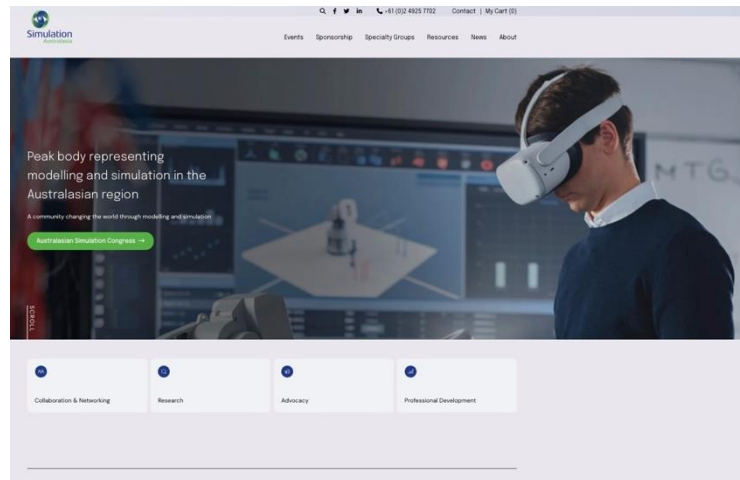 +61 (0)2 4925 7702 Contact | My Cart (0)
Simulation
Australasia
Events Sponsorship Specialty Groups Resources News About
Peak body representing
modelling and simulation in the
Australasian region
A community changing the world through modelling and simulation
Australasian Simulation Congress →
MTG
SCROLL
Collaboration & Networking Research Advocacy Professional Development